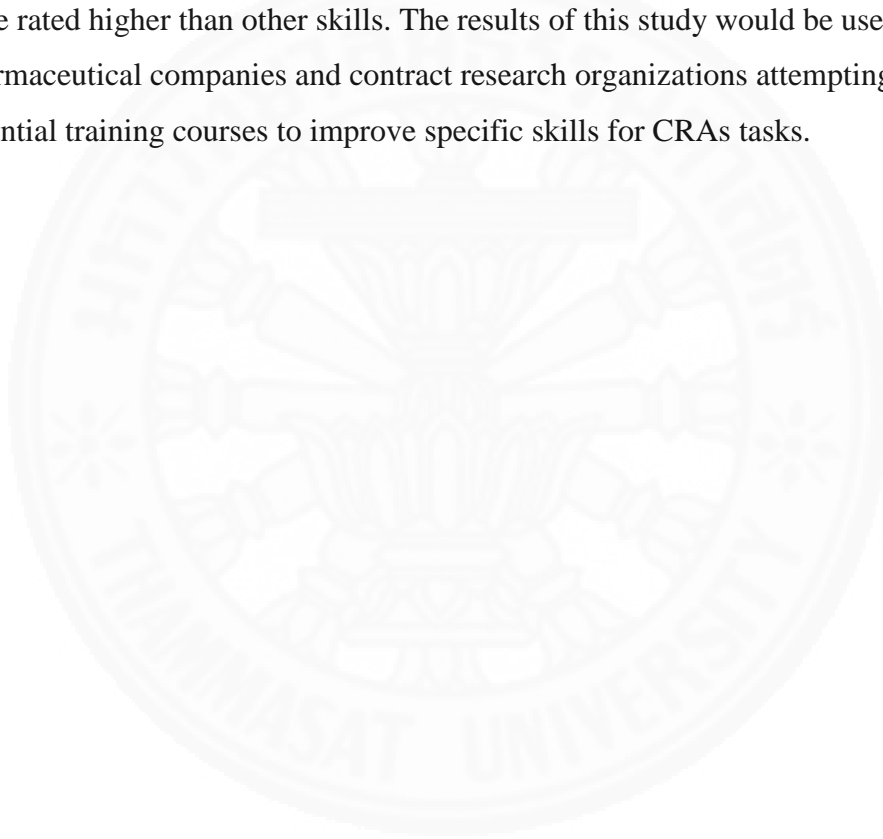 e rated higher than other skills. The results of this study would be use
rmaceutical companies and contract research organizations attempting
ntial training courses to improve specific skills for CRAs tasks.
THAMMASAT UNIVERSITY